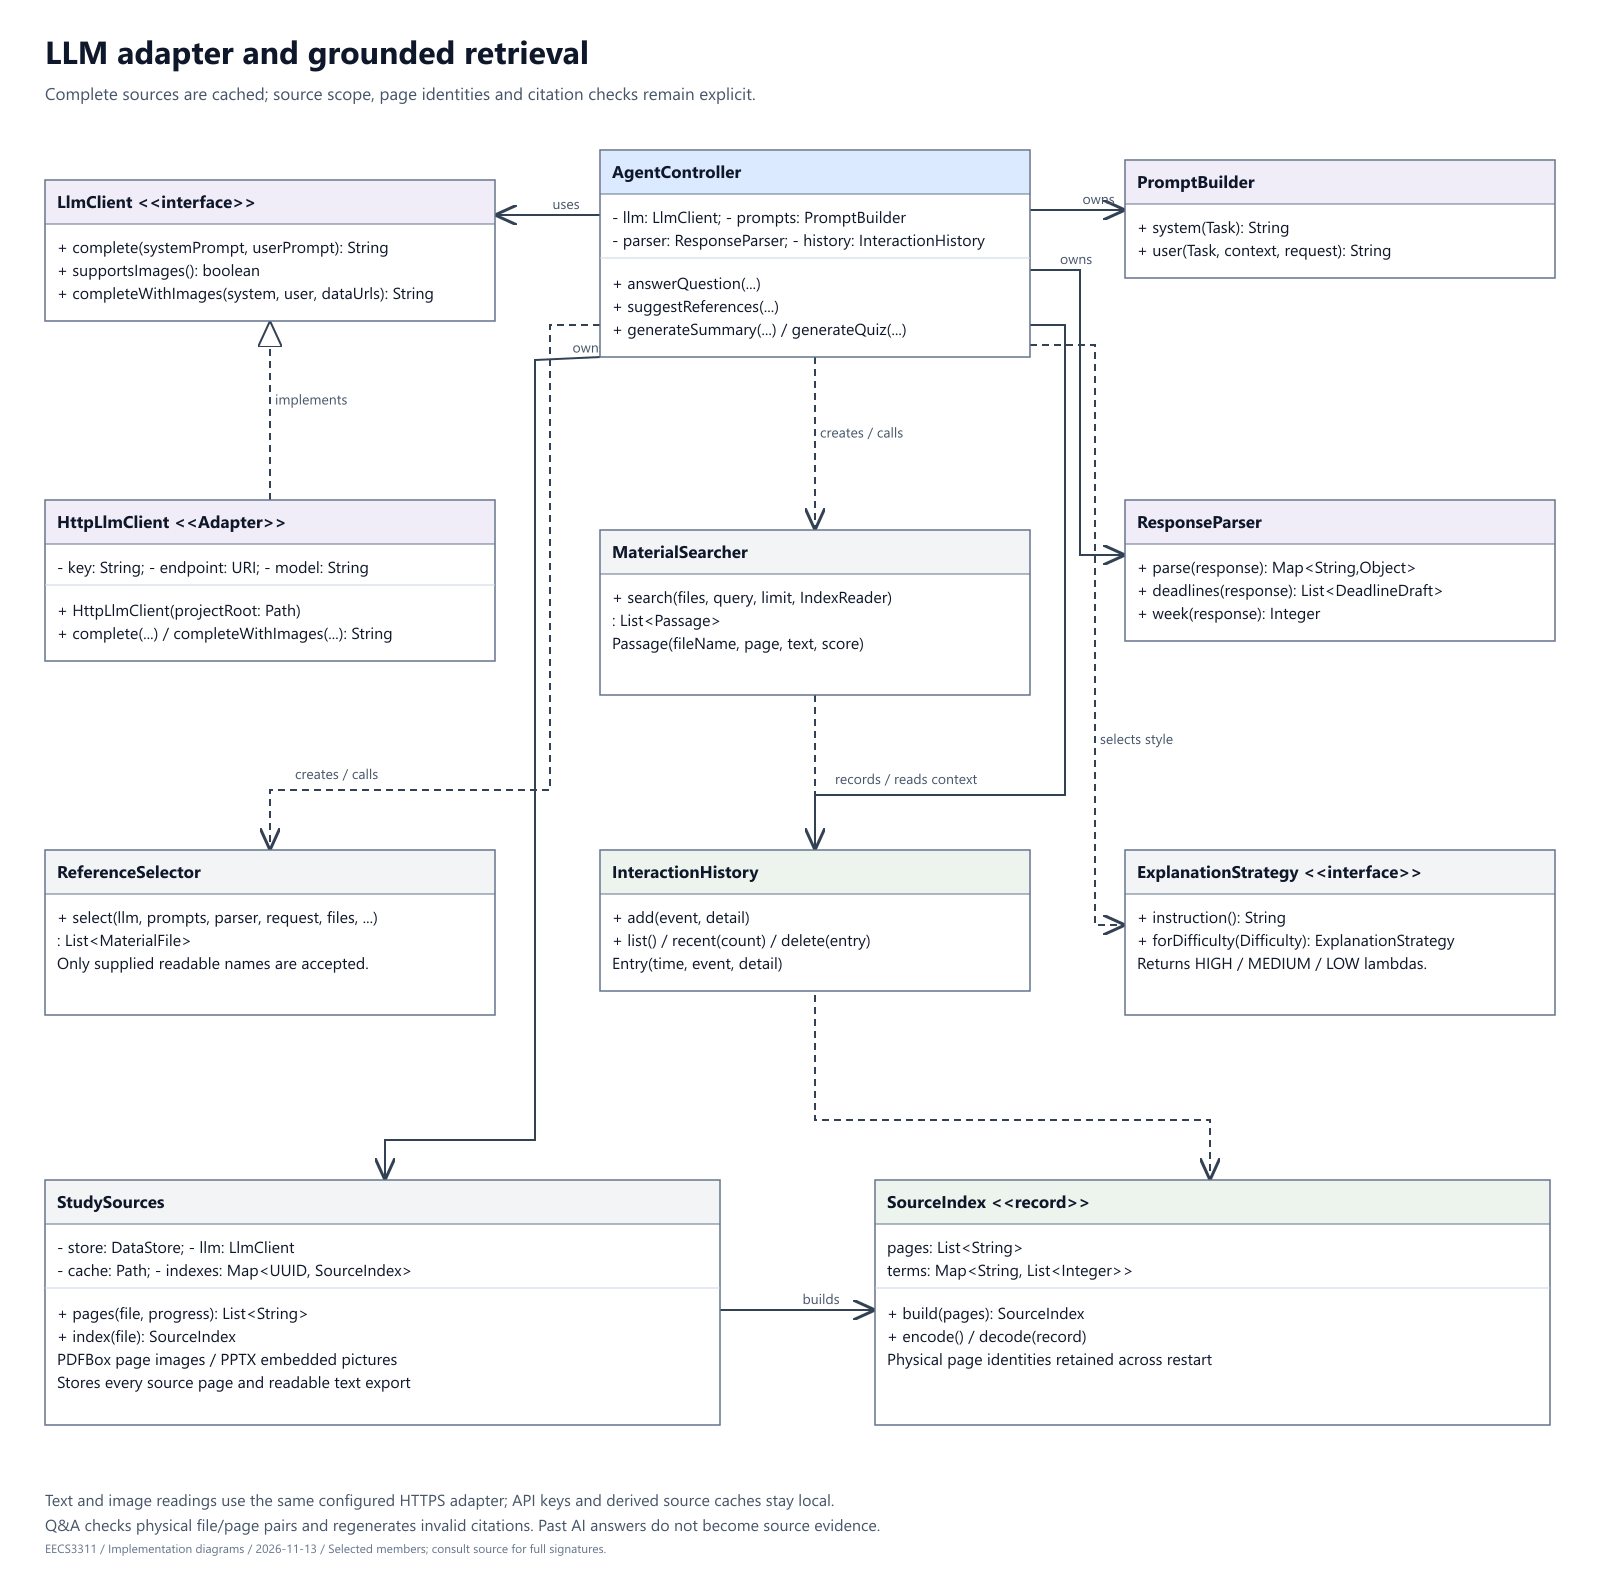 LLM adapter and grounded retrieval
Complete sources are cached; source scope, page identities and citation checks remain explicit.
LlmClient <<interface>>
+ complete(systemPrompt, userPrompt): String
+ supportsImages(): boolean
+ completeWithImages(system, user, dataUrls): String
uses
AgentController
- llm: LlmClient; - prompts: PromptBuilder
- parser: ResponseParser; - history: InteractionHistory
+ answerQuestion(...)
+ suggestReferences(...)
+ generateSummary(...) / generateQuiz(...)
owns
PromptBuilder
+ system(Task): String
+ user(Task, context, request): String
owns
own
implements
creates / calls
HttpLlmClient <<Adapter>>
- key: String; - endpoint: URI; - model: String
+ HttpLlmClient(projectRoot: Path)
+ complete(...) / completeWithImages(...): String
MaterialSearcher
+ search(files, query, limit, IndexReader)
: List<Passage>
Passage(fileName, page, text, score)
ResponseParser
+ parse(response): Map<String,Object>
+ deadlines(response): List<DeadlineDraft>
+ week(response): Integer
selects style
creates / calls
records / reads context
ReferenceSelector
+ select(llm, prompts, parser, request, files, ...)
: List<MaterialFile>
Only supplied readable names are accepted.
InteractionHistory
+ add(event, detail)
+ list() / recent(count) / delete(entry)
Entry(time, event, detail)
ExplanationStrategy <<interface>>
+ instruction(): String
+ forDifficulty(Difficulty): ExplanationStrategy
Returns HIGH / MEDIUM / LOW lambdas.
StudySources
- store: DataStore; - llm: LlmClient
- cache: Path; - indexes: Map<UUID, SourceIndex>
+ pages(file, progress): List<String>
+ index(file): SourceIndex
PDFBox page images / PPTX embedded pictures
Stores every source page and readable text export
builds
SourceIndex <<record>>
pages: List<String>
terms: Map<String, List<Integer>>
+ build(pages): SourceIndex
+ encode() / decode(record)
Physical page identities retained across restart
Text and image readings use the same configured HTTPS adapter; API keys and derived source caches stay local.
Q&A checks physical file/page pairs and regenerates invalid citations. Past AI answers do not become source evidence.
EECS3311 / Implementation diagrams / 2026-11-13 / Selected members; consult source for full signatures.